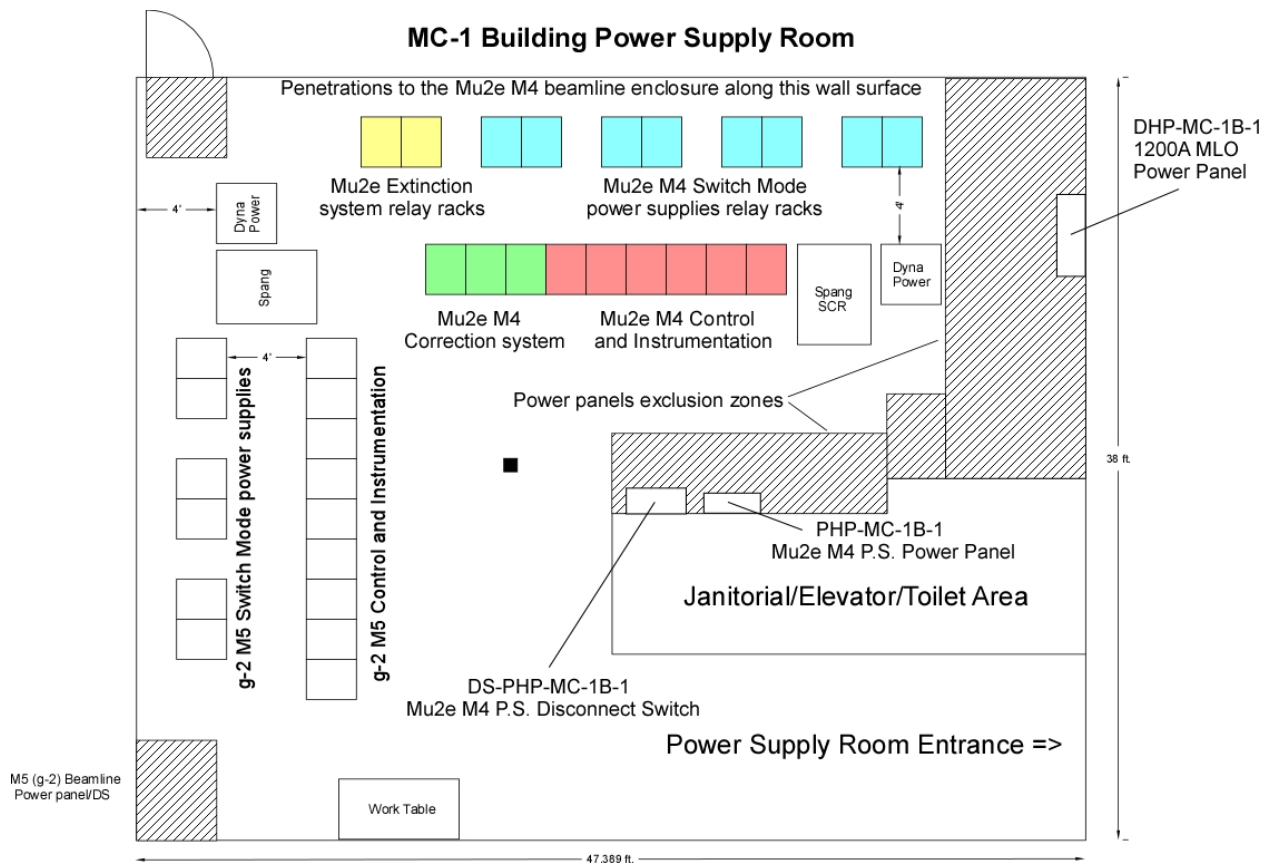 MC-1 Building Power Supply Room
Penetrations to the Mu2e M4 beamline enclosure along this wall surface
DHP-MC-1B-1
1200A MLO
Power Panel
Mu2e Extinction
system relay racks
Mu2e M4 Switch Mode
power supplies relay racks
4'
Dyna
Power
4'
Spang
Dyna
Power
Spang
SCR
Mu2e M4
Correction system
Mu2e M4 Control
and Instrumentation
4'
g-2 M5 Switch Mode power supplies
g-2 M5 Control and Instrumentation
Power panels exclusion zones
38 ft.
PHP-MC-1B-1
Mu2e M4 P.S. Power Panel
Janitorial/Elevator/Toilet Area
DS-PHP-MC-1B-1
Mu2e M4 P.S. Disconnect Switch
Power Supply Room Entrance =>
M5 (g-2) Beamline
Power panel/DS
Work Table
47.389 ft.